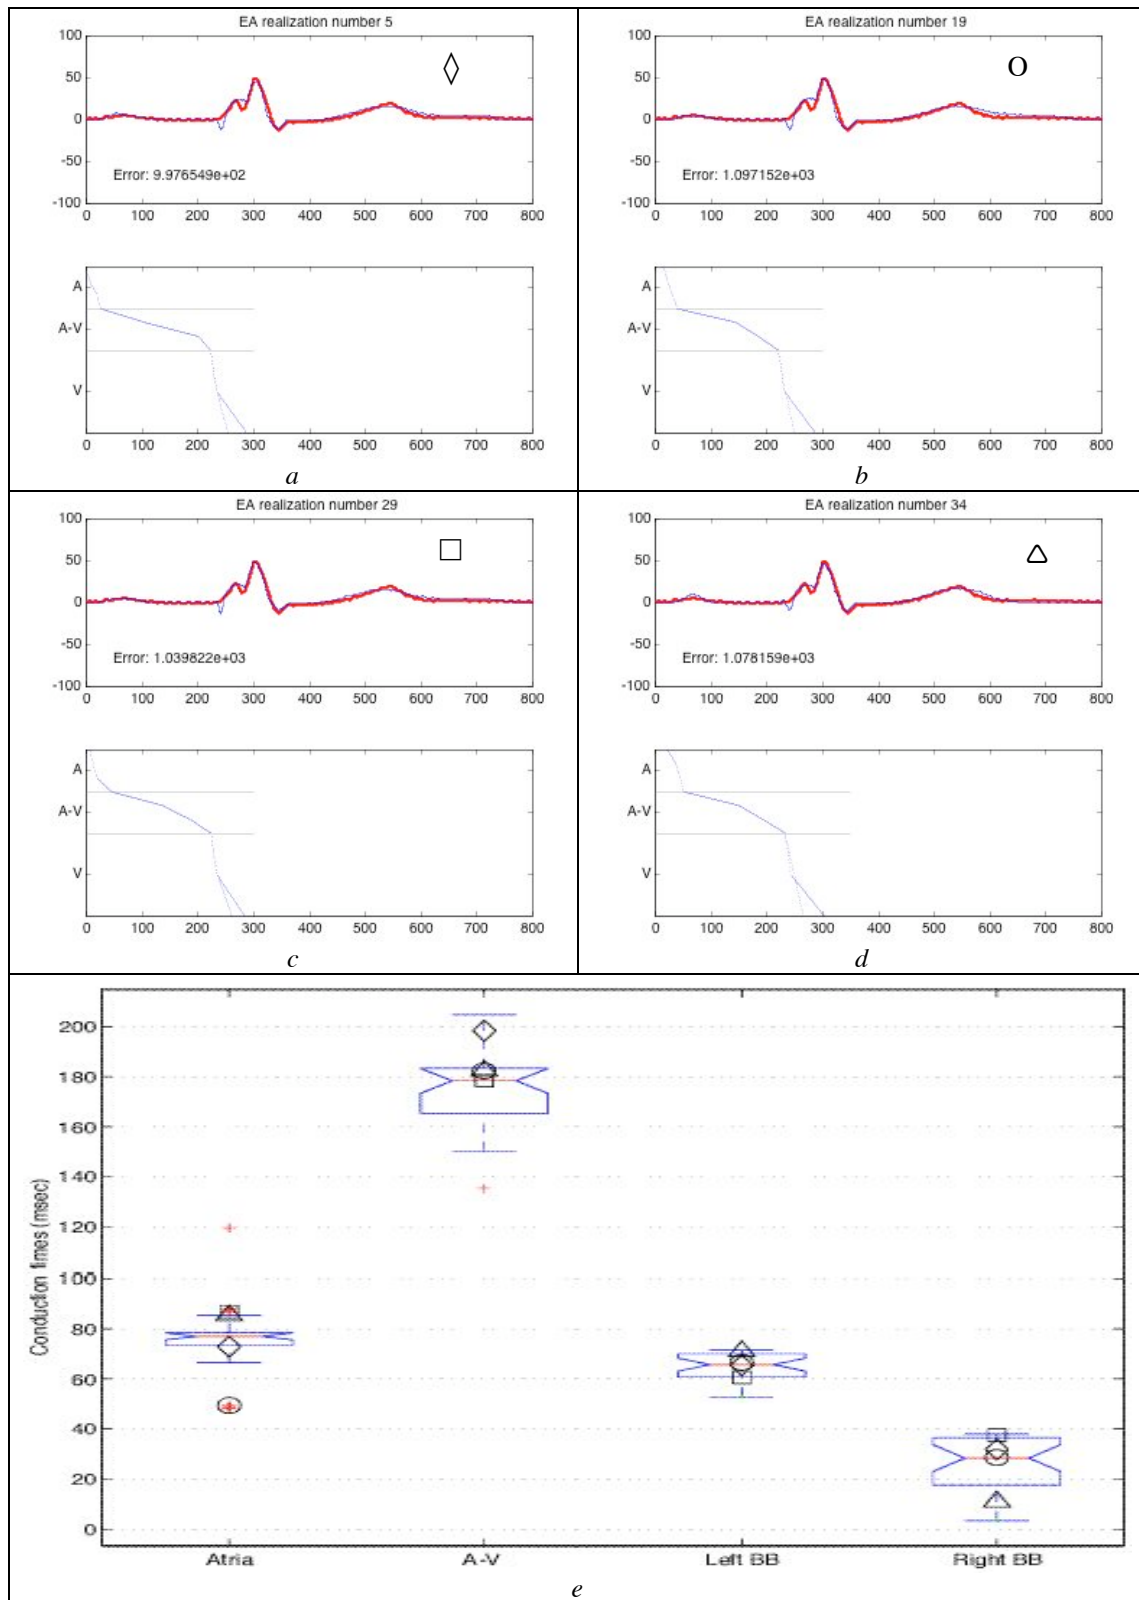 EA realization number 5
100
50
0
-50
-100
Error: 9.976549e+02
0 100 200 300 400 500 600 700 800
A
A-V
V
0 100 200 300 400 500 600 700 800
a
EA realization number 19
O
100
50
0
-50
-100
Error: 1.097152e+03
0 100 200 300 400 500 600 700 800
A
A-V
V
0 100 200 300 400 500 600 700 800
b
EA realization number 29
100
50
0
-50
-100
Error: 1.039822e+03
0 100 200 300 400 500 600 700 800
A
A-V
V
0 100 200 300 400 500 600 700 800
c
EA realization number 34
100
50
0
-50
-100
Error: 1.078159e+03
0 100 200 300 400 500 600 700 800
A
A-V
V
0 100 200 300 400 500 600 700 800
d
Conduction times (msec)
200
180
160
140
120
100
80
60
40
20
0
Atria A-V Left BB Right BB
e